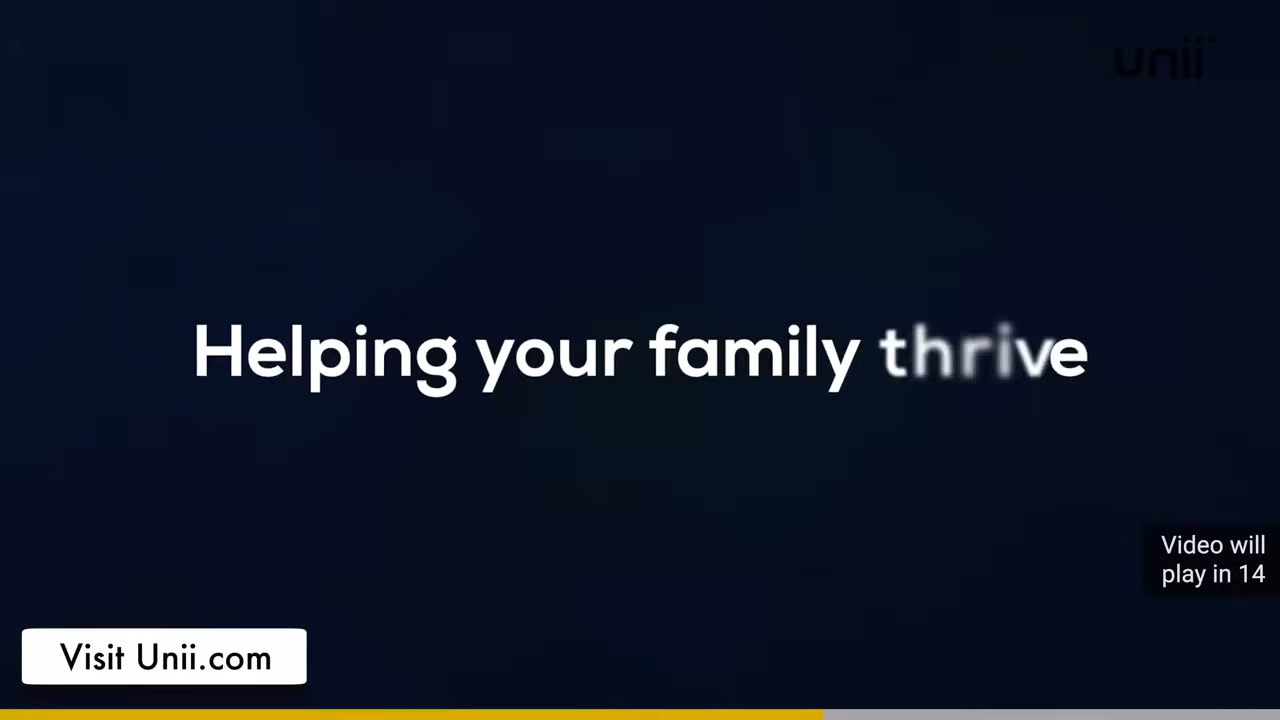 unii
Helping your family thrive
Video will
play in 14
Visit Unii.com